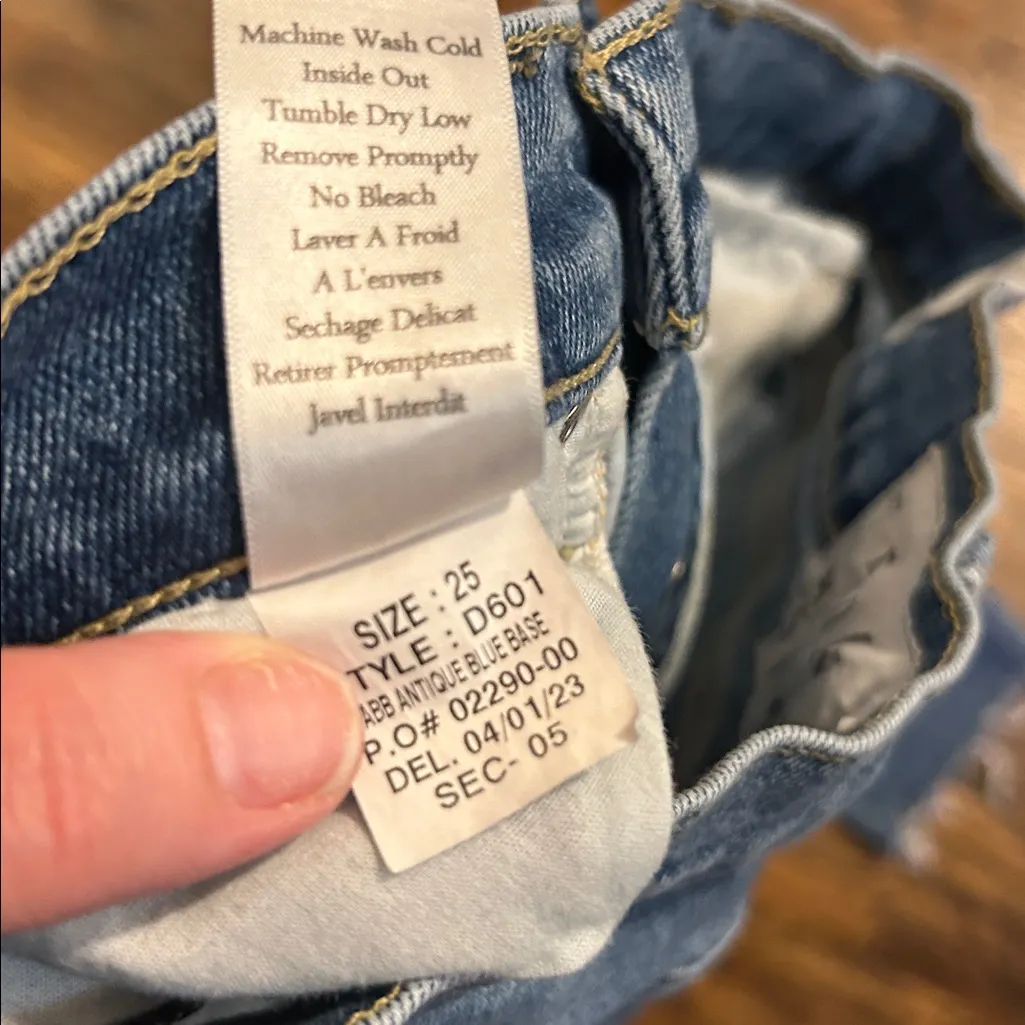 Machine Wash Cold
Inside Out
Tumble Dry Low
Remove Promptly
No Bleach
Laver A Froid
A L'envers
Sechage Delicat
Retirer Promptement
Javel Interdit
SIZE : 25
TYLE : D601
ABB ANTIQUE BLUE BASE
P.O# 02290-00
DEL. 04/01/23
SEC- 05